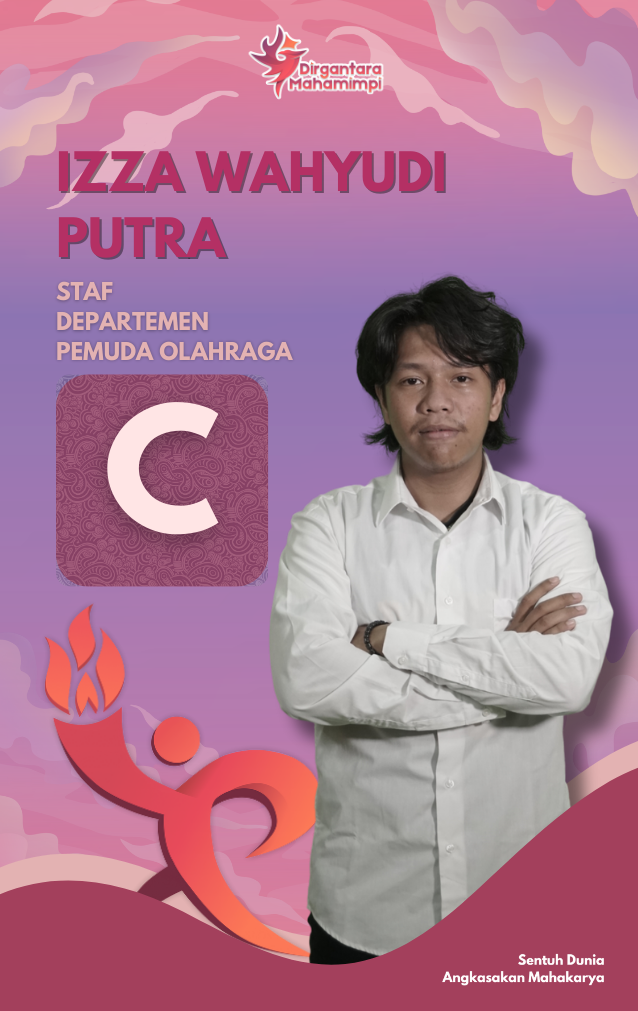 Dirgantara
Mahamimpi
IZZA WAHYUDI
PUTRA
STAF
DEPARTEMEN
PEMUDA OLAHRAGA
C
Sentuh Dunia
Angkasakan Mahakarya